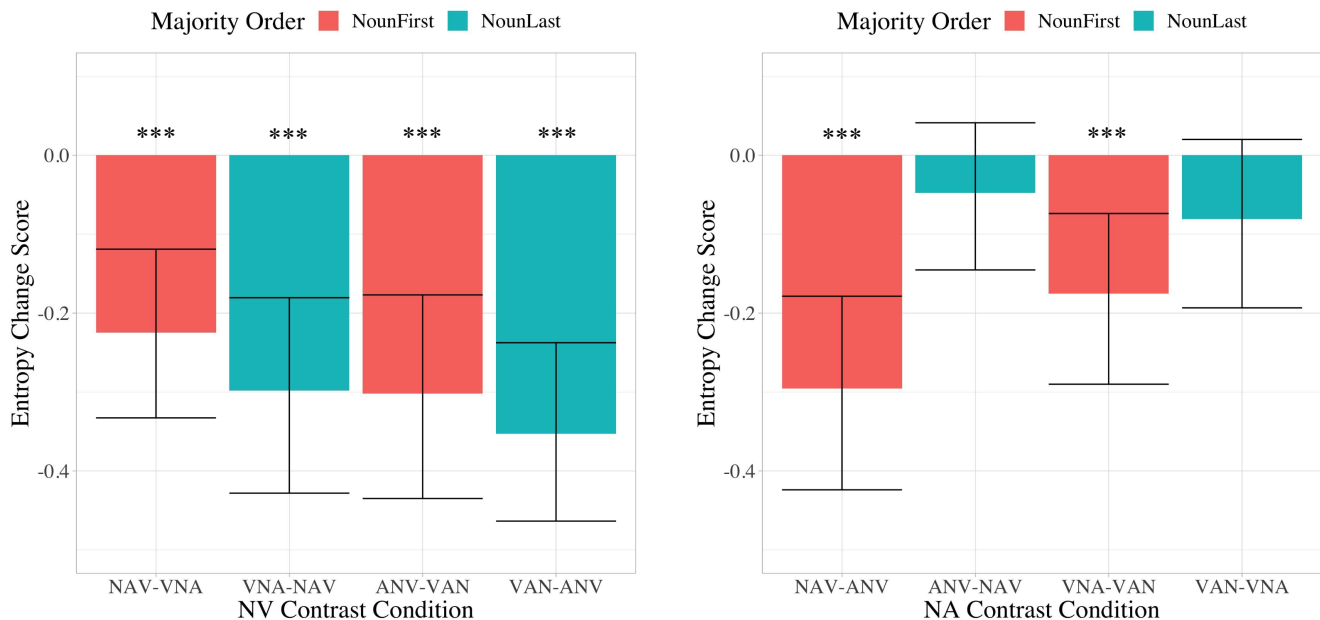 Majority Order NounFirst NounLast
*** *** *** ***
0.0
-0.2
-0.4
Entropy Change Score
NAV-VNA VNA-NAV ANV-VAN VAN-ANV
NV Contrast Condition
Majority Order NounFirst NounLast
*** ***
0.0
-0.2
-0.4
Entropy Change Score
NAV-ANV ANV-NAV VNA-VAN VAN-VNA
NA Contrast Condition